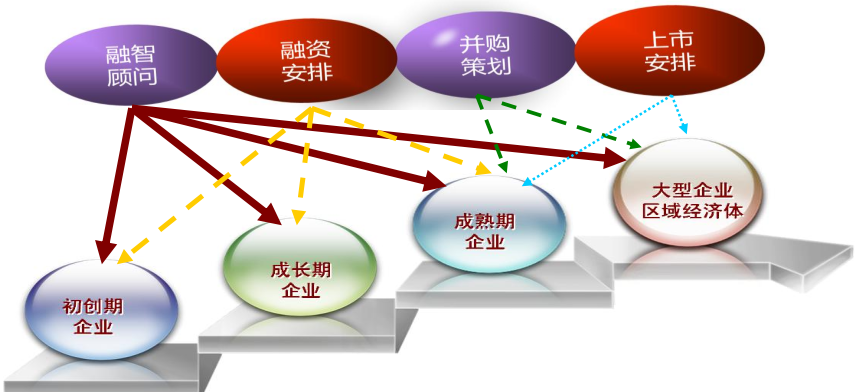 融智
顾问
融资
安排
并购
策划
上市
安排
大型企业
区域经济体
成熟期
企业
成长期
企业
初创期
企业